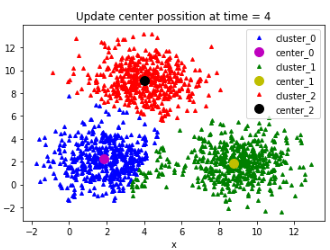 Update center possition at time = 4
cluster_0
center_0
cluster_1
center_1
cluster_2
center_2
12
10
8
6
4
2
0
−2
−2 0 2 4 6 8 10 12
x